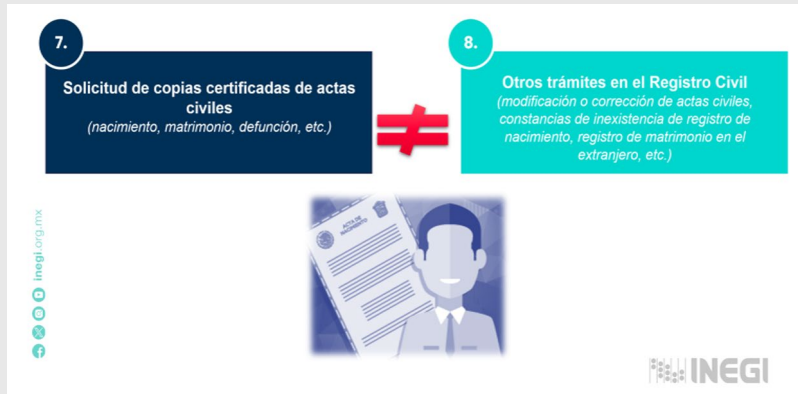 7.
Solicitud de copias certificadas de actas
civiles
(nacimiento, matrimonio, defunción, etc.)
≠
8.
Otros trámites en el Registro Civil
(modificación o corrección de actas civiles,
constancias de inexistencia de registro de
nacimiento, registro de matrimonio en el
extranjero, etc.)
ACTA DE
NACIMIENTO
inegi.org.mx
INEGI